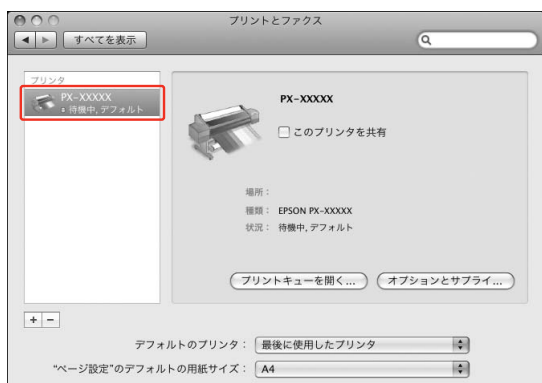 プリントとファクス
すべてを表示
プリンタ
PX-XXXXX
待機中, デフォルト
PX-XXXXX
このプリンタを共有
場所：
種類： EPSON PX-XXXXX
状況： 待機中, デフォルト
プリントキューを開く... オプションとサプライ...
+ -
デフォルトのプリンタ： 最後に使用したプリンタ
"ページ設定"のデフォルトの用紙サイズ： A4